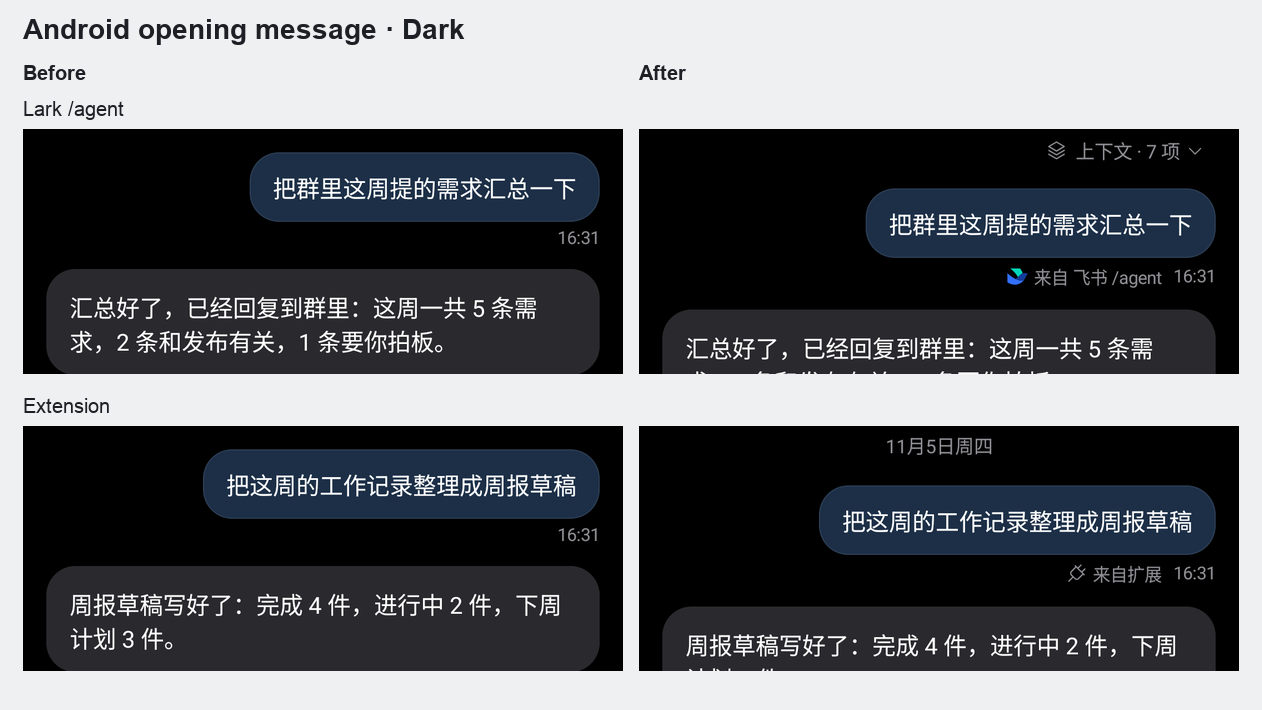 Android opening message · Dark
Before
After
Lark /agent
把群里这周提的需求汇总一下
16:31
汇总好了，已经回复到群里：这周一共 5 条需
求，2 条和发布有关，1 条要你拍板。
上下文 · 7 项
把群里这周提的需求汇总一下
来自 飞书 /agent 16:31
汇总好了，已经回复到群里：这周一共 5 条需
Extension
把这周的工作记录整理成周报草稿
16:31
周报草稿写好了：完成 4 件，进行中 2 件，下周
计划 3 件。
11月5日周四
把这周的工作记录整理成周报草稿
来自扩展 16:31
周报草稿写好了：完成 4 件，进行中 2 件，下周